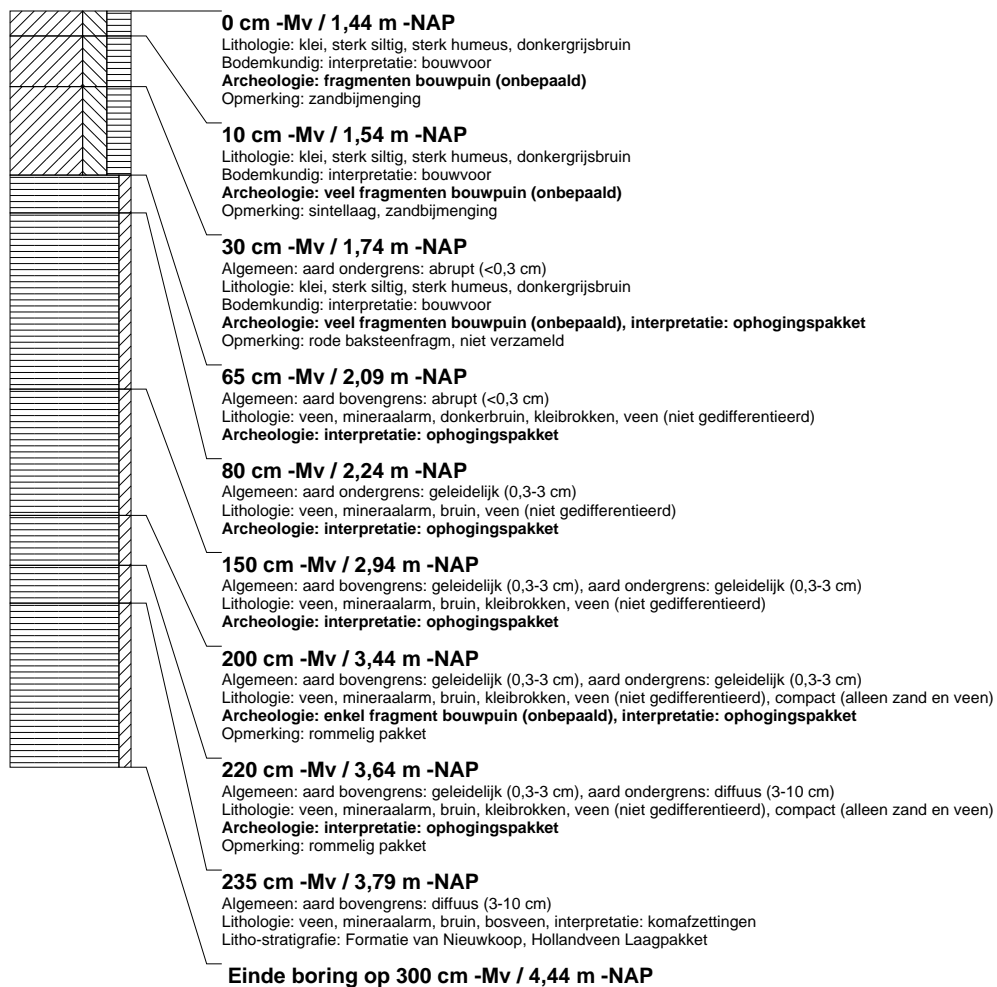 0 cm -Mv / 1,44 m -NAP
Lithologie: klei, sterk siltig, sterk humeus, donkergrijsbruin
Bodemkundig: interpretatie: bouwvoor
Archeologie: fragmenten bouwpuin (onbepaald)
Opmerking: zandbijmenging
10 cm -Mv / 1,54 m -NAP
Lithologie: klei, sterk siltig, sterk humeus, donkergrijsbruin
Bodemkundig: interpretatie: bouwvoor
Archeologie: veel fragmenten bouwpuin (onbepaald)
Opmerking: sintellaag, zandbijmenging
30 cm -Mv / 1,74 m -NAP
Algemeen: aard ondergrens: abrupt (<0,3 cm)
Lithologie: klei, sterk siltig, sterk humeus, donkergrijsbruin
Bodemkundig: interpretatie: bouwvoor
Archeologie: veel fragmenten bouwpuin (onbepaald), interpretatie: ophogingspakket
Opmerking: rode baksteenfragm, niet verzameld
65 cm -Mv / 2,09 m -NAP
Algemeen: aard bovengrens: abrupt (<0,3 cm)
Lithologie: veen, mineraalarm, donkerbruin, kleibrokken, veen (niet gedifferentieerd)
Archeologie: interpretatie: ophogingspakket
80 cm -Mv / 2,24 m -NAP
Algemeen: aard ondergrens: geleidelijk (0,3-3 cm)
Lithologie: veen, mineraalarm, bruin, veen (niet gedifferentieerd)
Archeologie: interpretatie: ophogingspakket
150 cm -Mv / 2,94 m -NAP
Algemeen: aard bovengrens: geleidelijk (0,3-3 cm), aard ondergrens: geleidelijk (0,3-3 cm)
Lithologie: veen, mineraalarm, bruin, kleibrokken, veen (niet gedifferentieerd)
Archeologie: interpretatie: ophogingspakket
200 cm -Mv / 3,44 m -NAP
Algemeen: aard bovengrens: geleidelijk (0,3-3 cm), aard ondergrens: geleidelijk (0,3-3 cm)
Lithologie: veen, mineraalarm, bruin, kleibrokken, veen (niet gedifferentieerd), compact (alleen zand en veen)
Archeologie: enkel fragment bouwpuin (onbepaald), interpretatie: ophogingspakket
Opmerking: rommelig pakket
220 cm -Mv / 3,64 m -NAP
Algemeen: aard bovengrens: geleidelijk (0,3-3 cm), aard ondergrens: diffuus (3-10 cm)
Lithologie: veen, mineraalarm, bruin, kleibrokken, veen (niet gedifferentieerd), compact (alleen zand en veen)
Archeologie: interpretatie: ophogingspakket
Opmerking: rommelig pakket
235 cm -Mv / 3,79 m -NAP
Algemeen: aard bovengrens: diffuus (3-10 cm)
Lithologie: veen, mineraalarm, bruin, bosveen, interpretatie: komafzettingen
Litho-stratigrafie: Formatie van Nieuwkoop, Hollandveen Laagpakket
Einde boring op 300 cm -Mv / 4,44 m -NAP